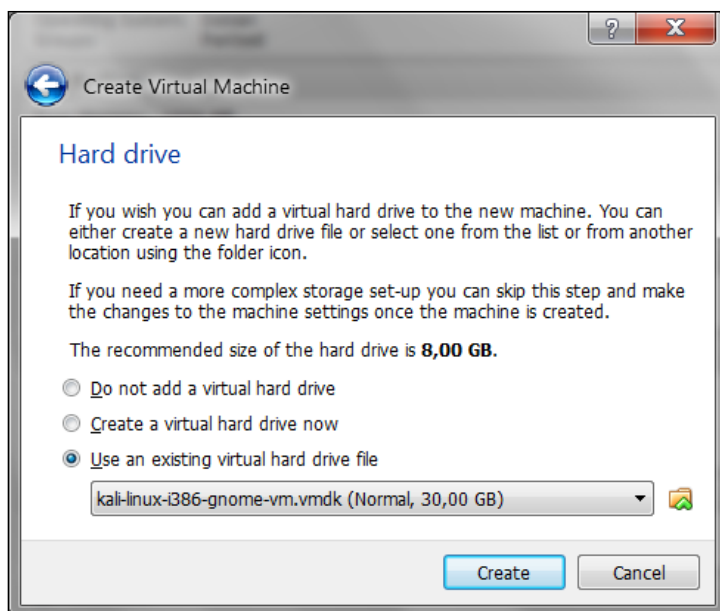 ?
X
Create Virtual Machine
Hard drive
If you wish you can add a virtual hard drive to the new machine. You can
either create a new hard drive file or select one from the list or from another
location using the folder icon.
If you need a more complex storage set-up you can skip this step and make
the changes to the machine settings once the machine is created.
The recommended size of the hard drive is 8,00 GB.
Do not add a virtual hard drive
Create a virtual hard drive now
Use an existing virtual hard drive file
kali-linux-i386-gnome-vm.vmdk (Normal, 30,00 GB)
Create
Cancel